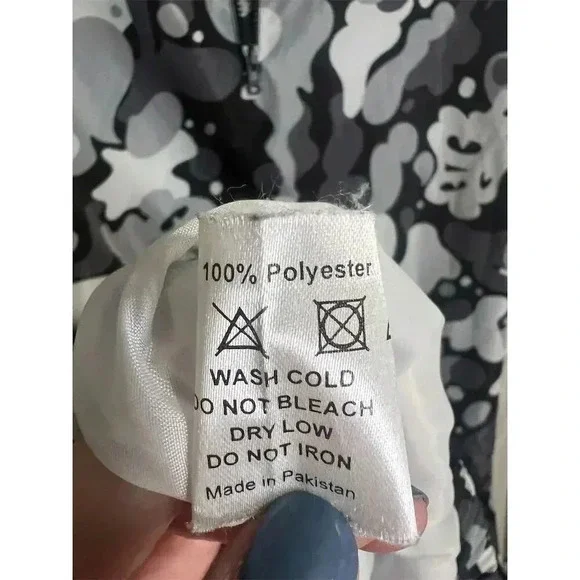 100% Polyester
WASH COLD
DO NOT BLEACH
DRY LOW
DO NOT IRON
Made in Pakistan